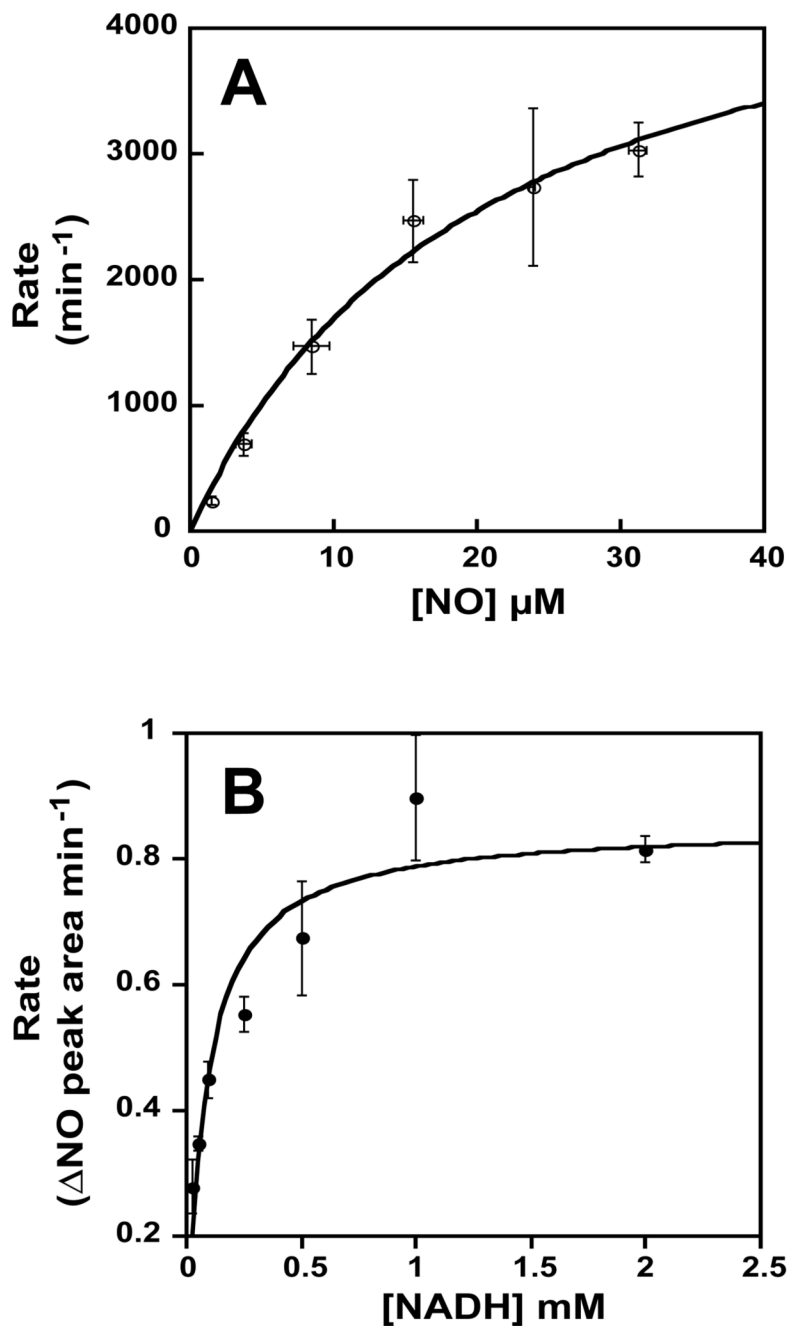 A
4000
3000
2000
1000
0
Rate
(min⁻¹)
0 10 20 30 40
[NO] µM
B
1
0.8
0.6
0.4
0.2
Rate
(ΔNO peak area min⁻¹)
0 0.5 1 1.5 2 2.5
[NADH] mM